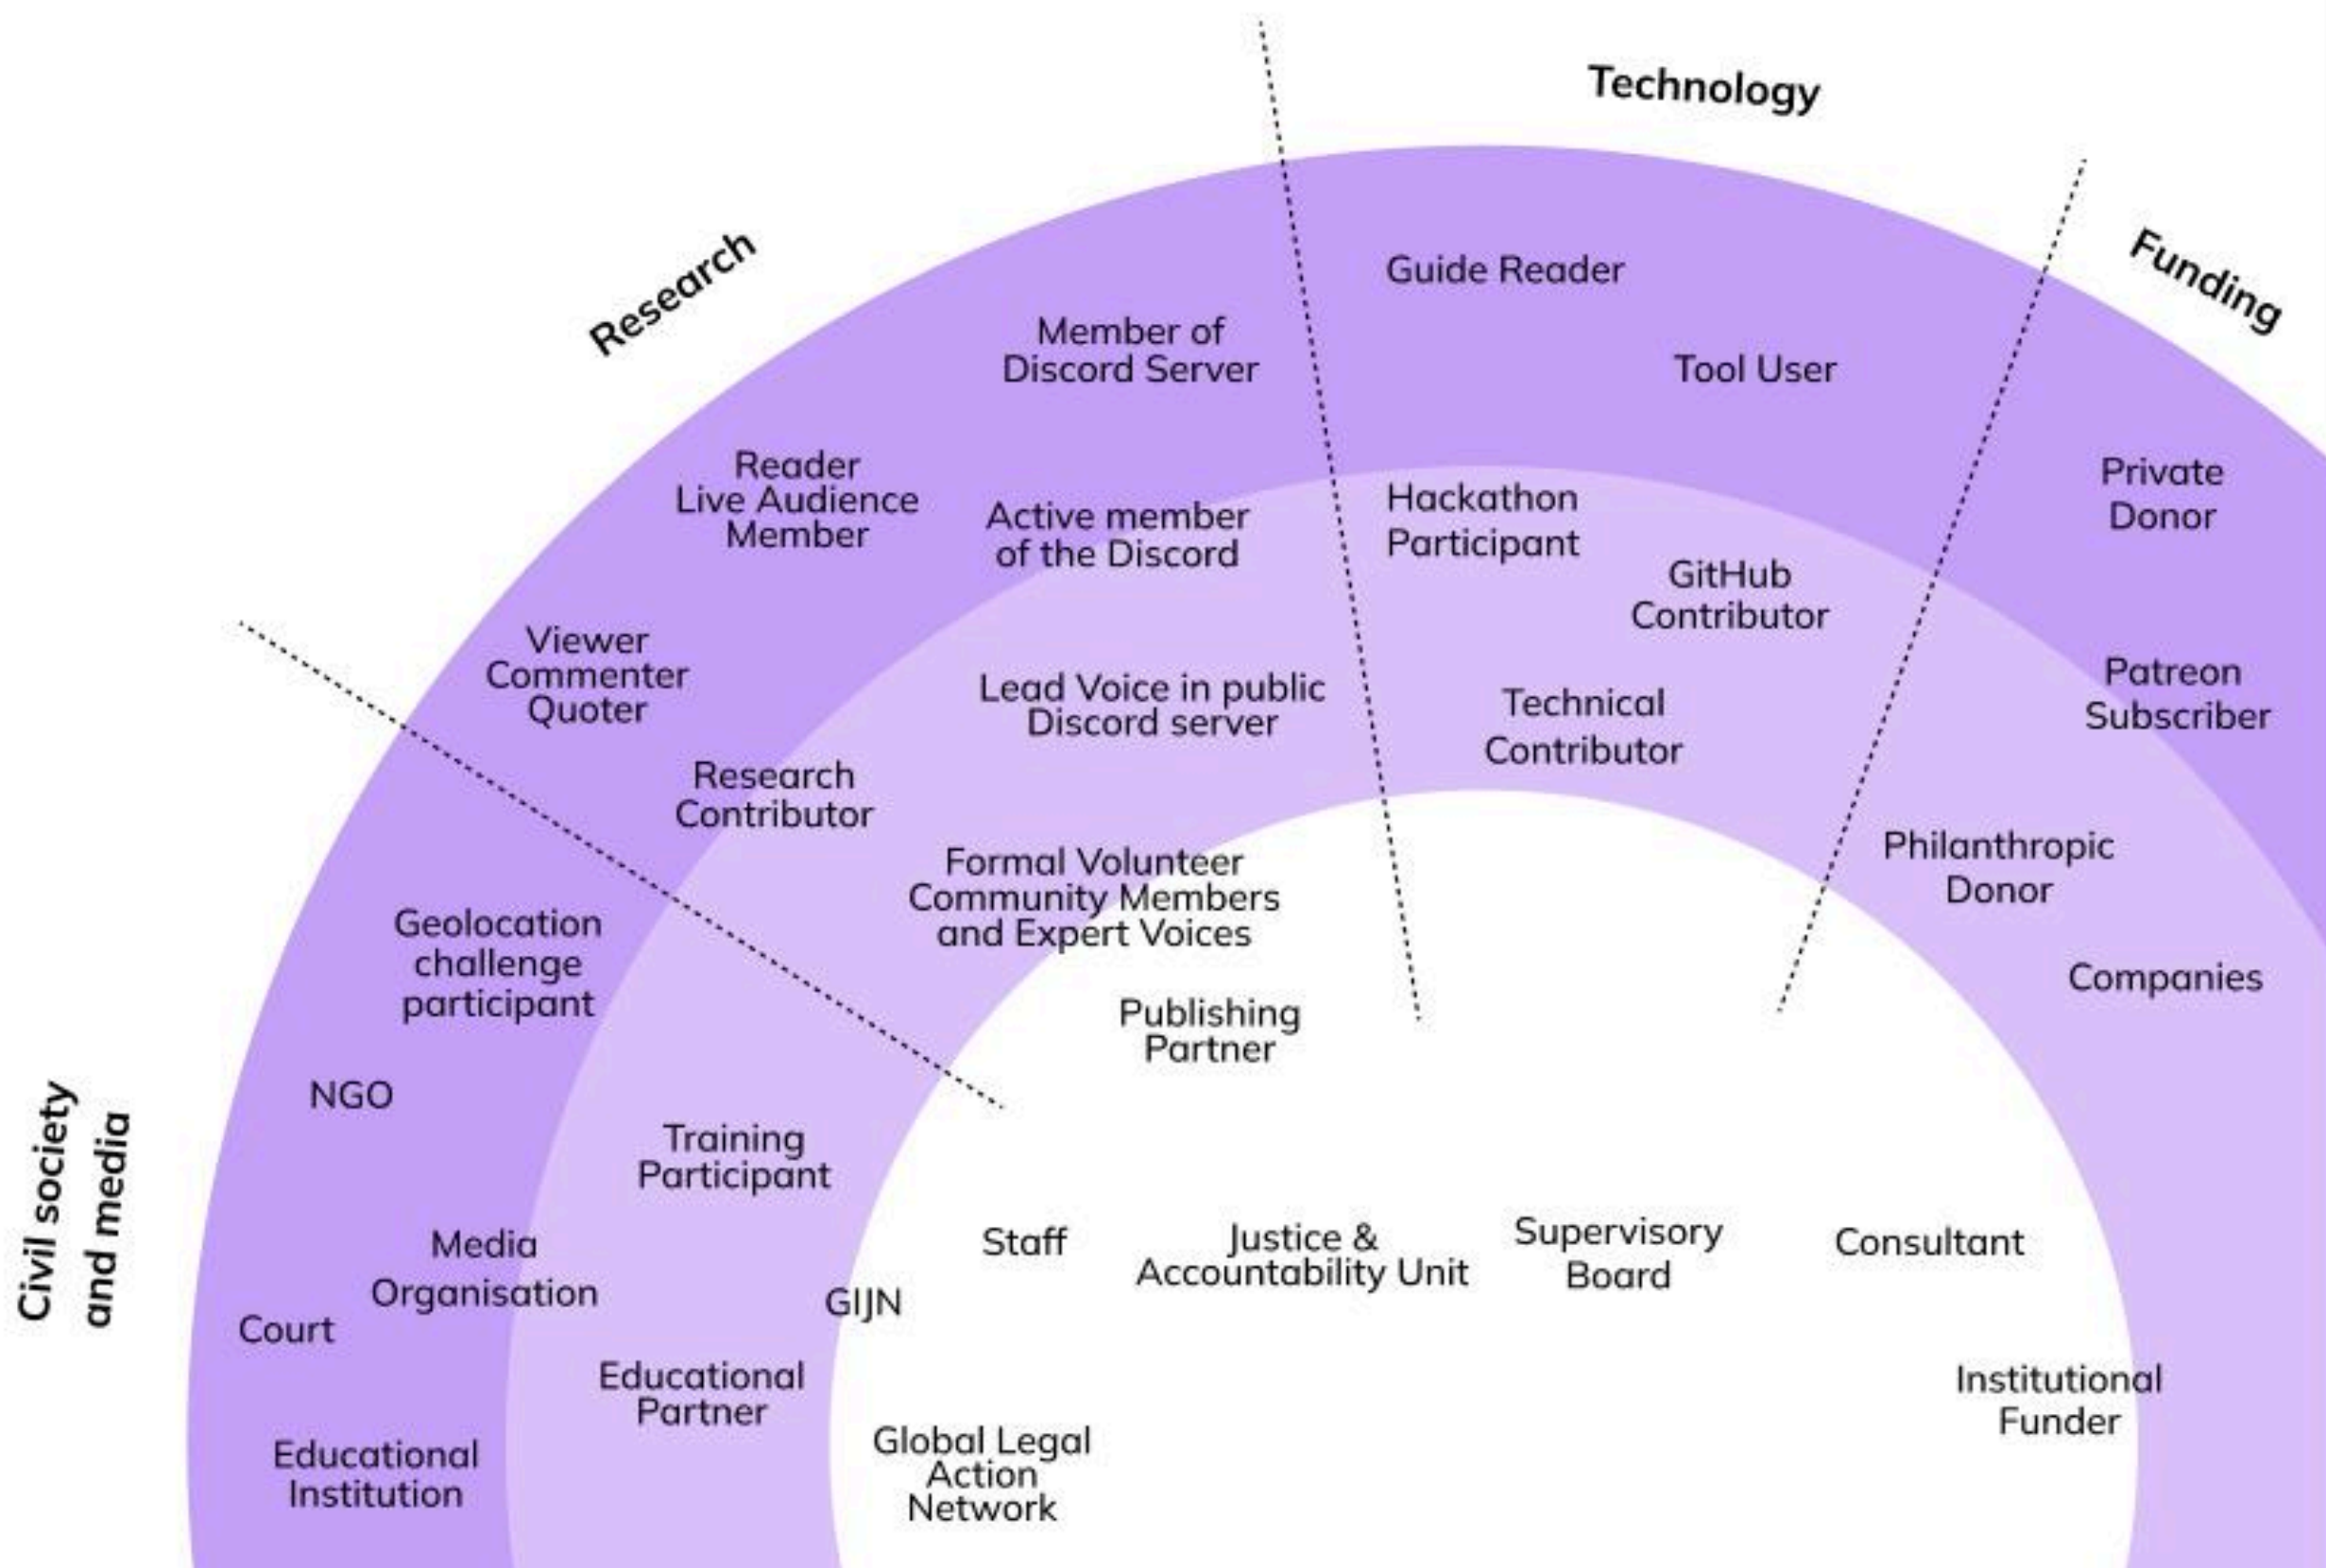 Technology
Funding
Research
Civil society
and media
Guide Reader
Tool User
Member of
Discord Server
Reader
Live Audience
Member
Active member
of the Discord
Hackathon
Participant
GitHub
Contributor
Private
Donor
Viewer
Commenter
Quoter
Lead Voice in public
Discord server
Technical
Contributor
Patreon
Subscriber
Research
Contributor
Formal Volunteer
Community Members
and Expert Voices
Philanthropic
Donor
Companies
Geolocation
challenge
participant
Publishing
Partner
NGO
Training
Participant
Media
Organisation
Staff
Justice &
Accountability Unit
Supervisory
Board
Consultant
Court
GIJN
Educational
Partner
Institutional
Funder
Educational
Institution
Global Legal
Action
Network